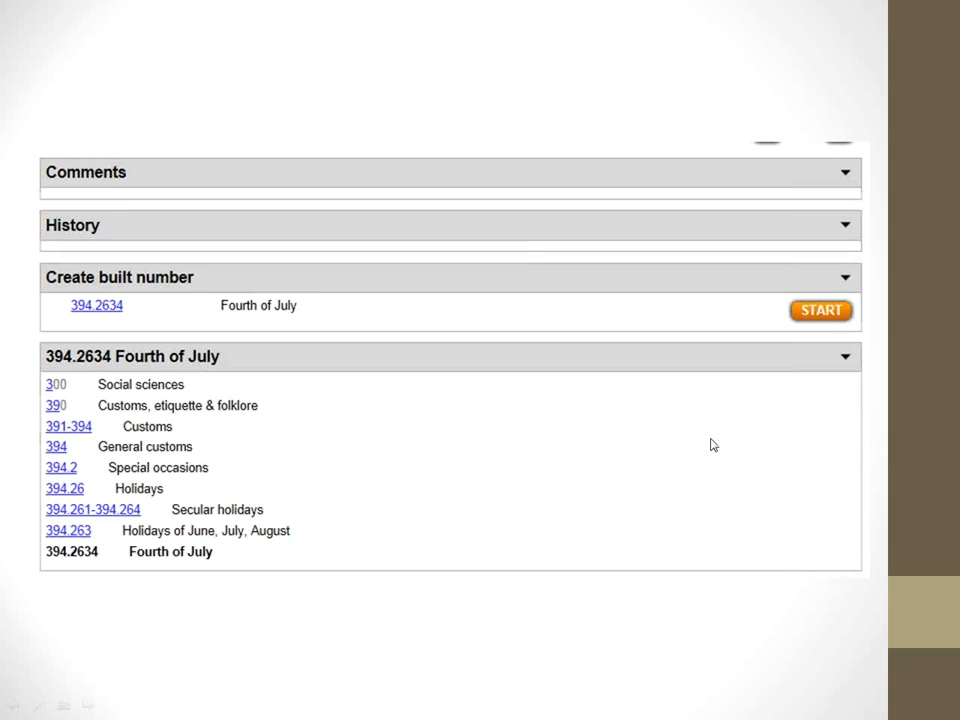 Comments
History
Create built number
394.2634 Fourth of July START
394.2634 Fourth of July
300 Social sciences
390 Customs, etiquette & folklore
391-394 Customs
394 General customs
394.2 Special occasions
394.26 Holidays
394.261-394.264 Secular holidays
394.263 Holidays of June, July, August
394.2634 Fourth of July